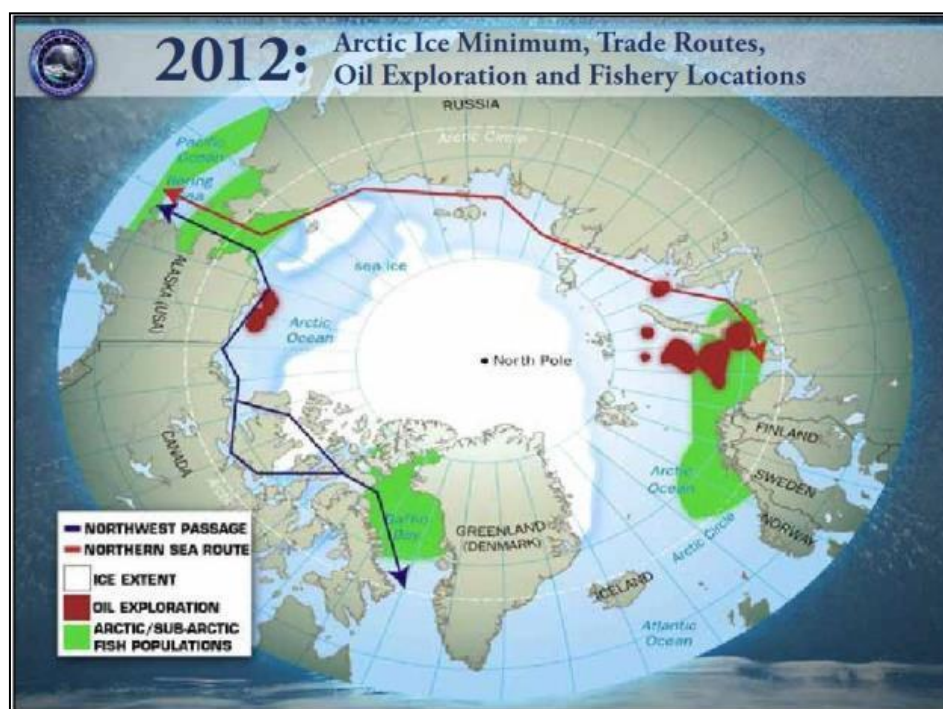 2012:
Arctic Ice Minimum, Trade Routes,
Oil Exploration and Fishery Locations
RUSSIA
Arctic Circle
Pacific
Ocean
Bering
Sea
ALASKA (USA)
sea ice
Arctic
Ocean
North Pole
CANADA
Baffin
Bay
GREENLAND
(DENMARK)
ICELAND
Arctic
Ocean
Arctic Circle
FINLAND
SWEDEN
NORWAY
Atlantic
Ocean
NORTHWEST PASSAGE
NORTHERN SEA ROUTE
ICE EXTENT
OIL EXPLORATION
ARCTIC/SUB-ARCTIC
FISH POPULATIONS